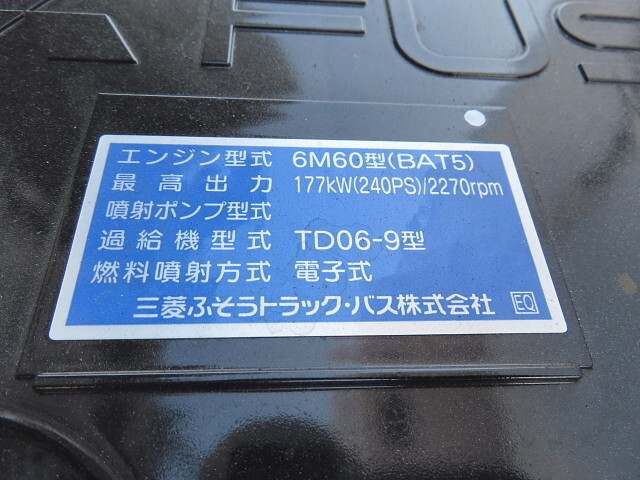 FUS
エンジン型式 6M60型(BAT5)
最高出力 177kW(240PS)/2270rpm
噴射ポンプ型式
過給機型式 TD06-9型
燃料噴射方式 電子式
三菱ふそうトラック・バス株式会社 EQ